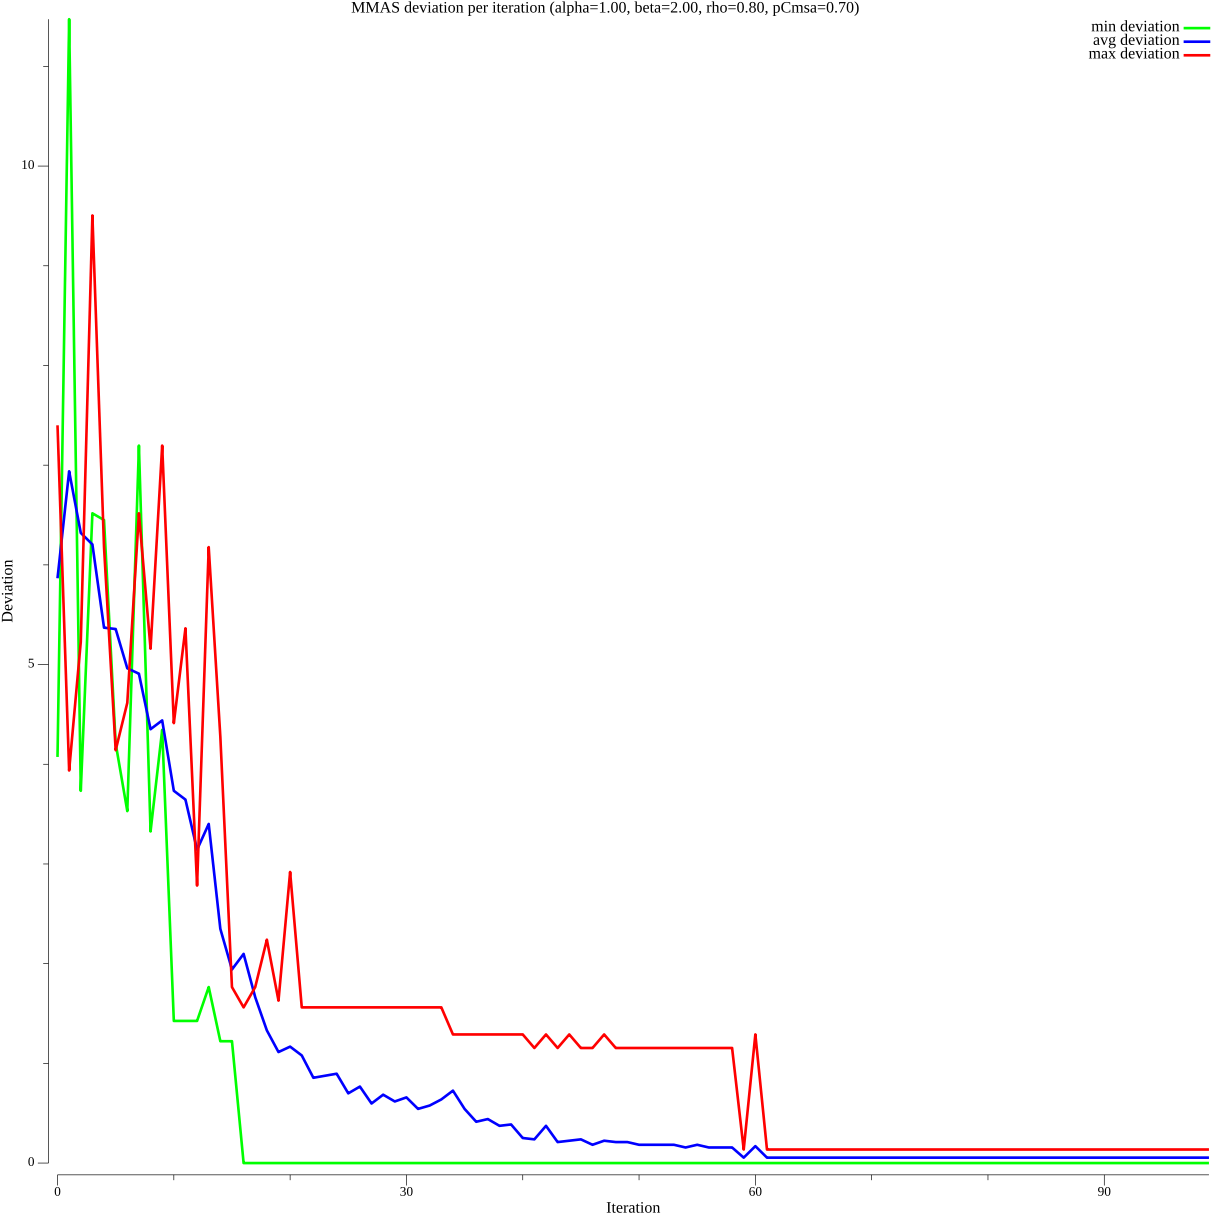 MMAS deviation per iteration (alpha=1.00, beta=2.00, rho=0.80, pCmsa=0.70)
min deviation
avg deviation
max deviation
10
5
0
Deviation
0 30 60 90
Iteration